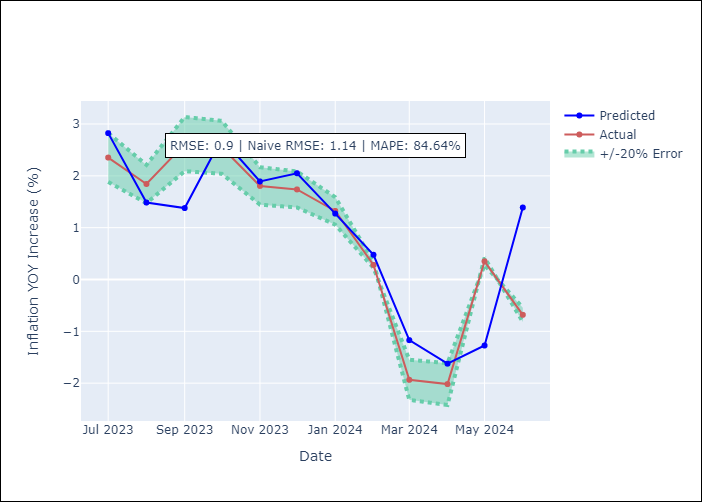 RMSE: 0.9 | Naive RMSE: 1.14 | MAPE: 84.64%
Predicted
Actual
+/-20% Error
Inflation YOY Increase (%)
3
2
1
0
−1
−2
Jul 2023 Sep 2023 Nov 2023 Jan 2024 Mar 2024 May 2024
Date